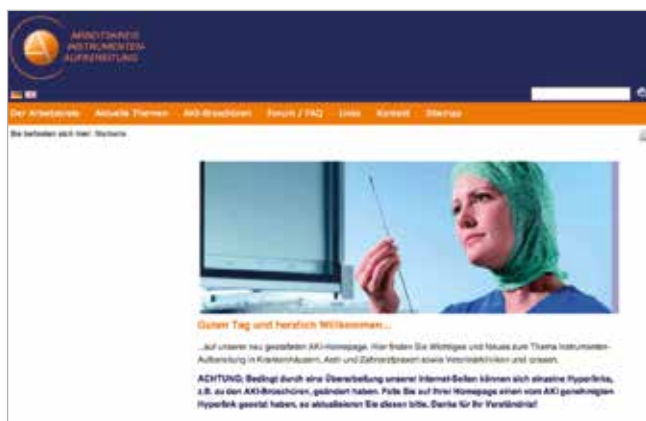 ARBEITSKREIS
INSTRUMENTEN-
AUFBEREITUNG
Der Arbeitskreis Aktuelle Themen AKI-Broschüren Forum / FAQ Links Kontakt Sitemap
Sie befinden sich hier: Startseite
Guten Tag und herzlich Willkommen...
...auf unserer neu gestalteten AKI-Homepage. Hier finden Sie Wichtiges und Neues zum Thema Instrumenten-
Aufbereitung in Krankenhäusern, Arzt- und Zahnarztpraxen sowie Veterinärkliniken und -praxen.
ACHTUNG: Bedingt durch eine Überarbeitung unserer Internet-Seiten können sich einzelne Hyperlinks,
z.B. zu den AKI-Broschüren, geändert haben. Falls Sie auf Ihrer Homepage einen vom AKI genehmigten
Hyperlink gesetzt haben, so aktualisieren Sie diesen bitte. Danke für Ihr Verständnis!